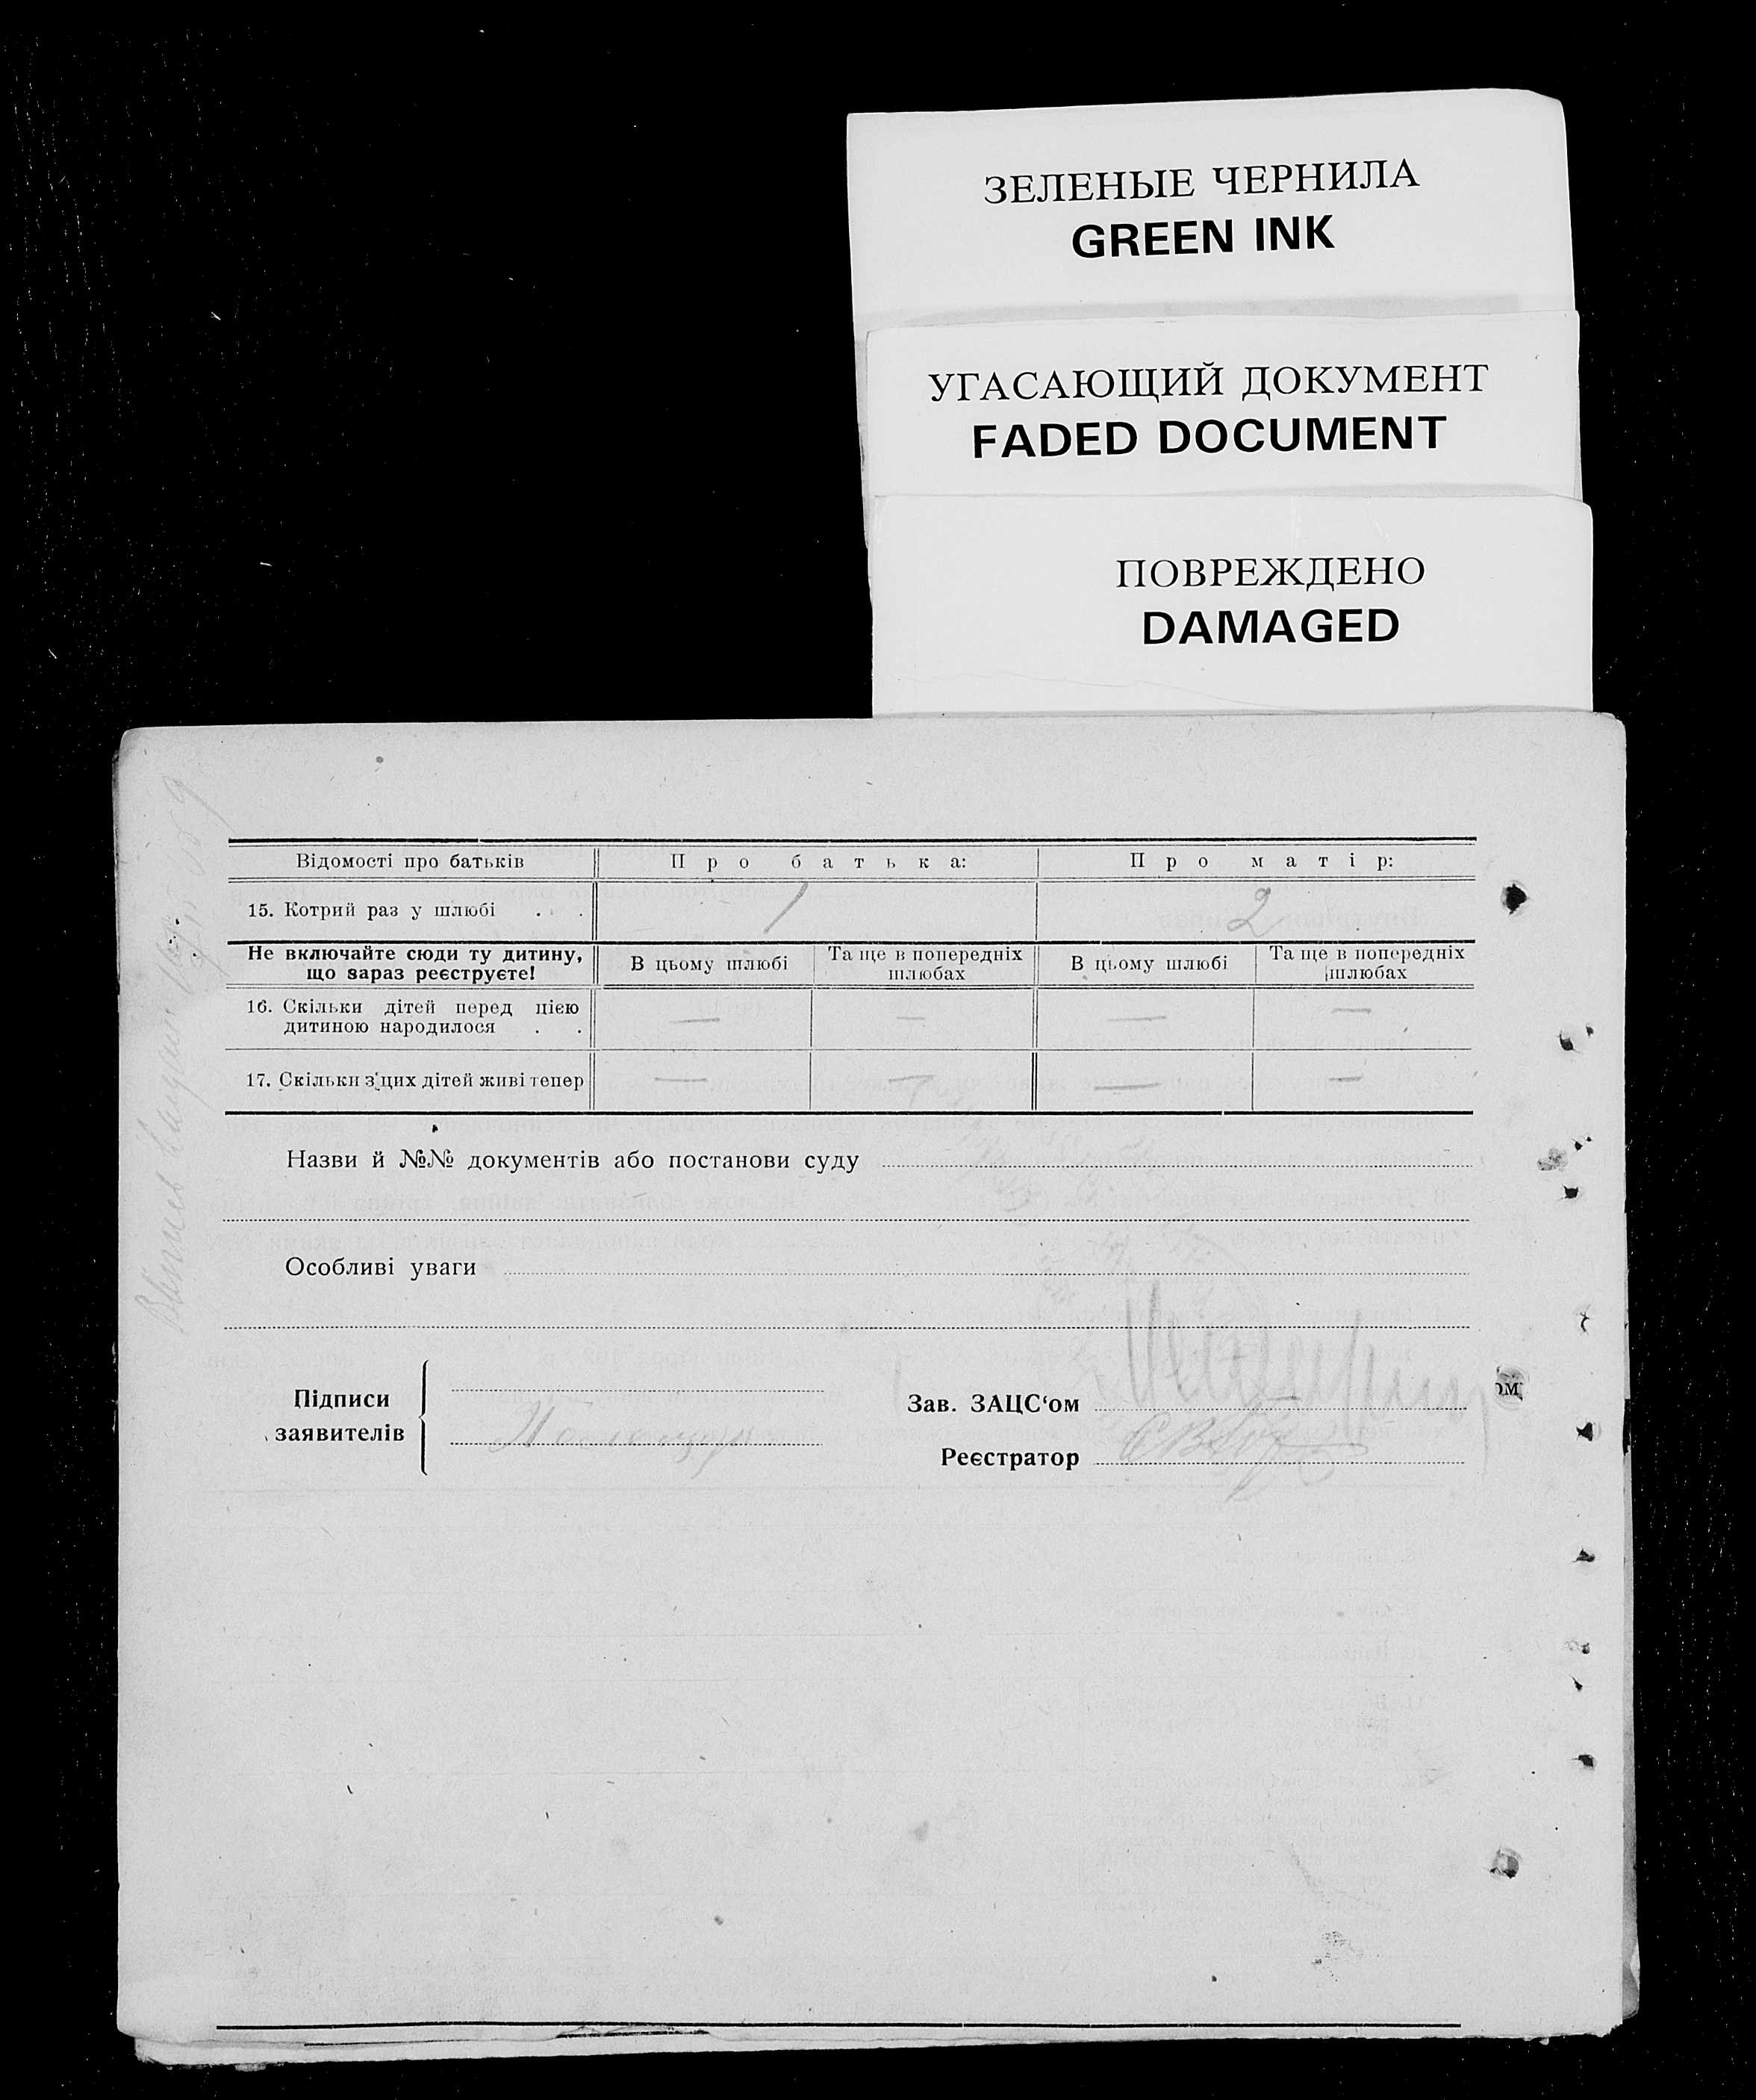 ЗЕЛЕНЫЕ ЧЕРНИЛА
GREEN INK
УГАСАЮЩИЙ ДОКУМЕНТ
FADED DOCUMENT
ПОВРЕЖДЕНО
DAMAGED
Відомості про батьків Про батька: Про матір:
15. Котрий раз у шлюбі . . . 1 2
Не включайте сюди ту дитину, що зараз реєструєте! В цьому шлюбі Та ще в попередніх шлюбах В цьому шлюбі Та ще в попередніх шлюбах
16. Скільки дітей перед цією
дитиною народилося . . — — — —
17. Скільки з цих дітей живі тепер — — — —
Назви й №№ документів або постанови суду
Особливі уваги
Підписи
заявителів
Зав. ЗАЦС‘ом
Реєстратор
ом